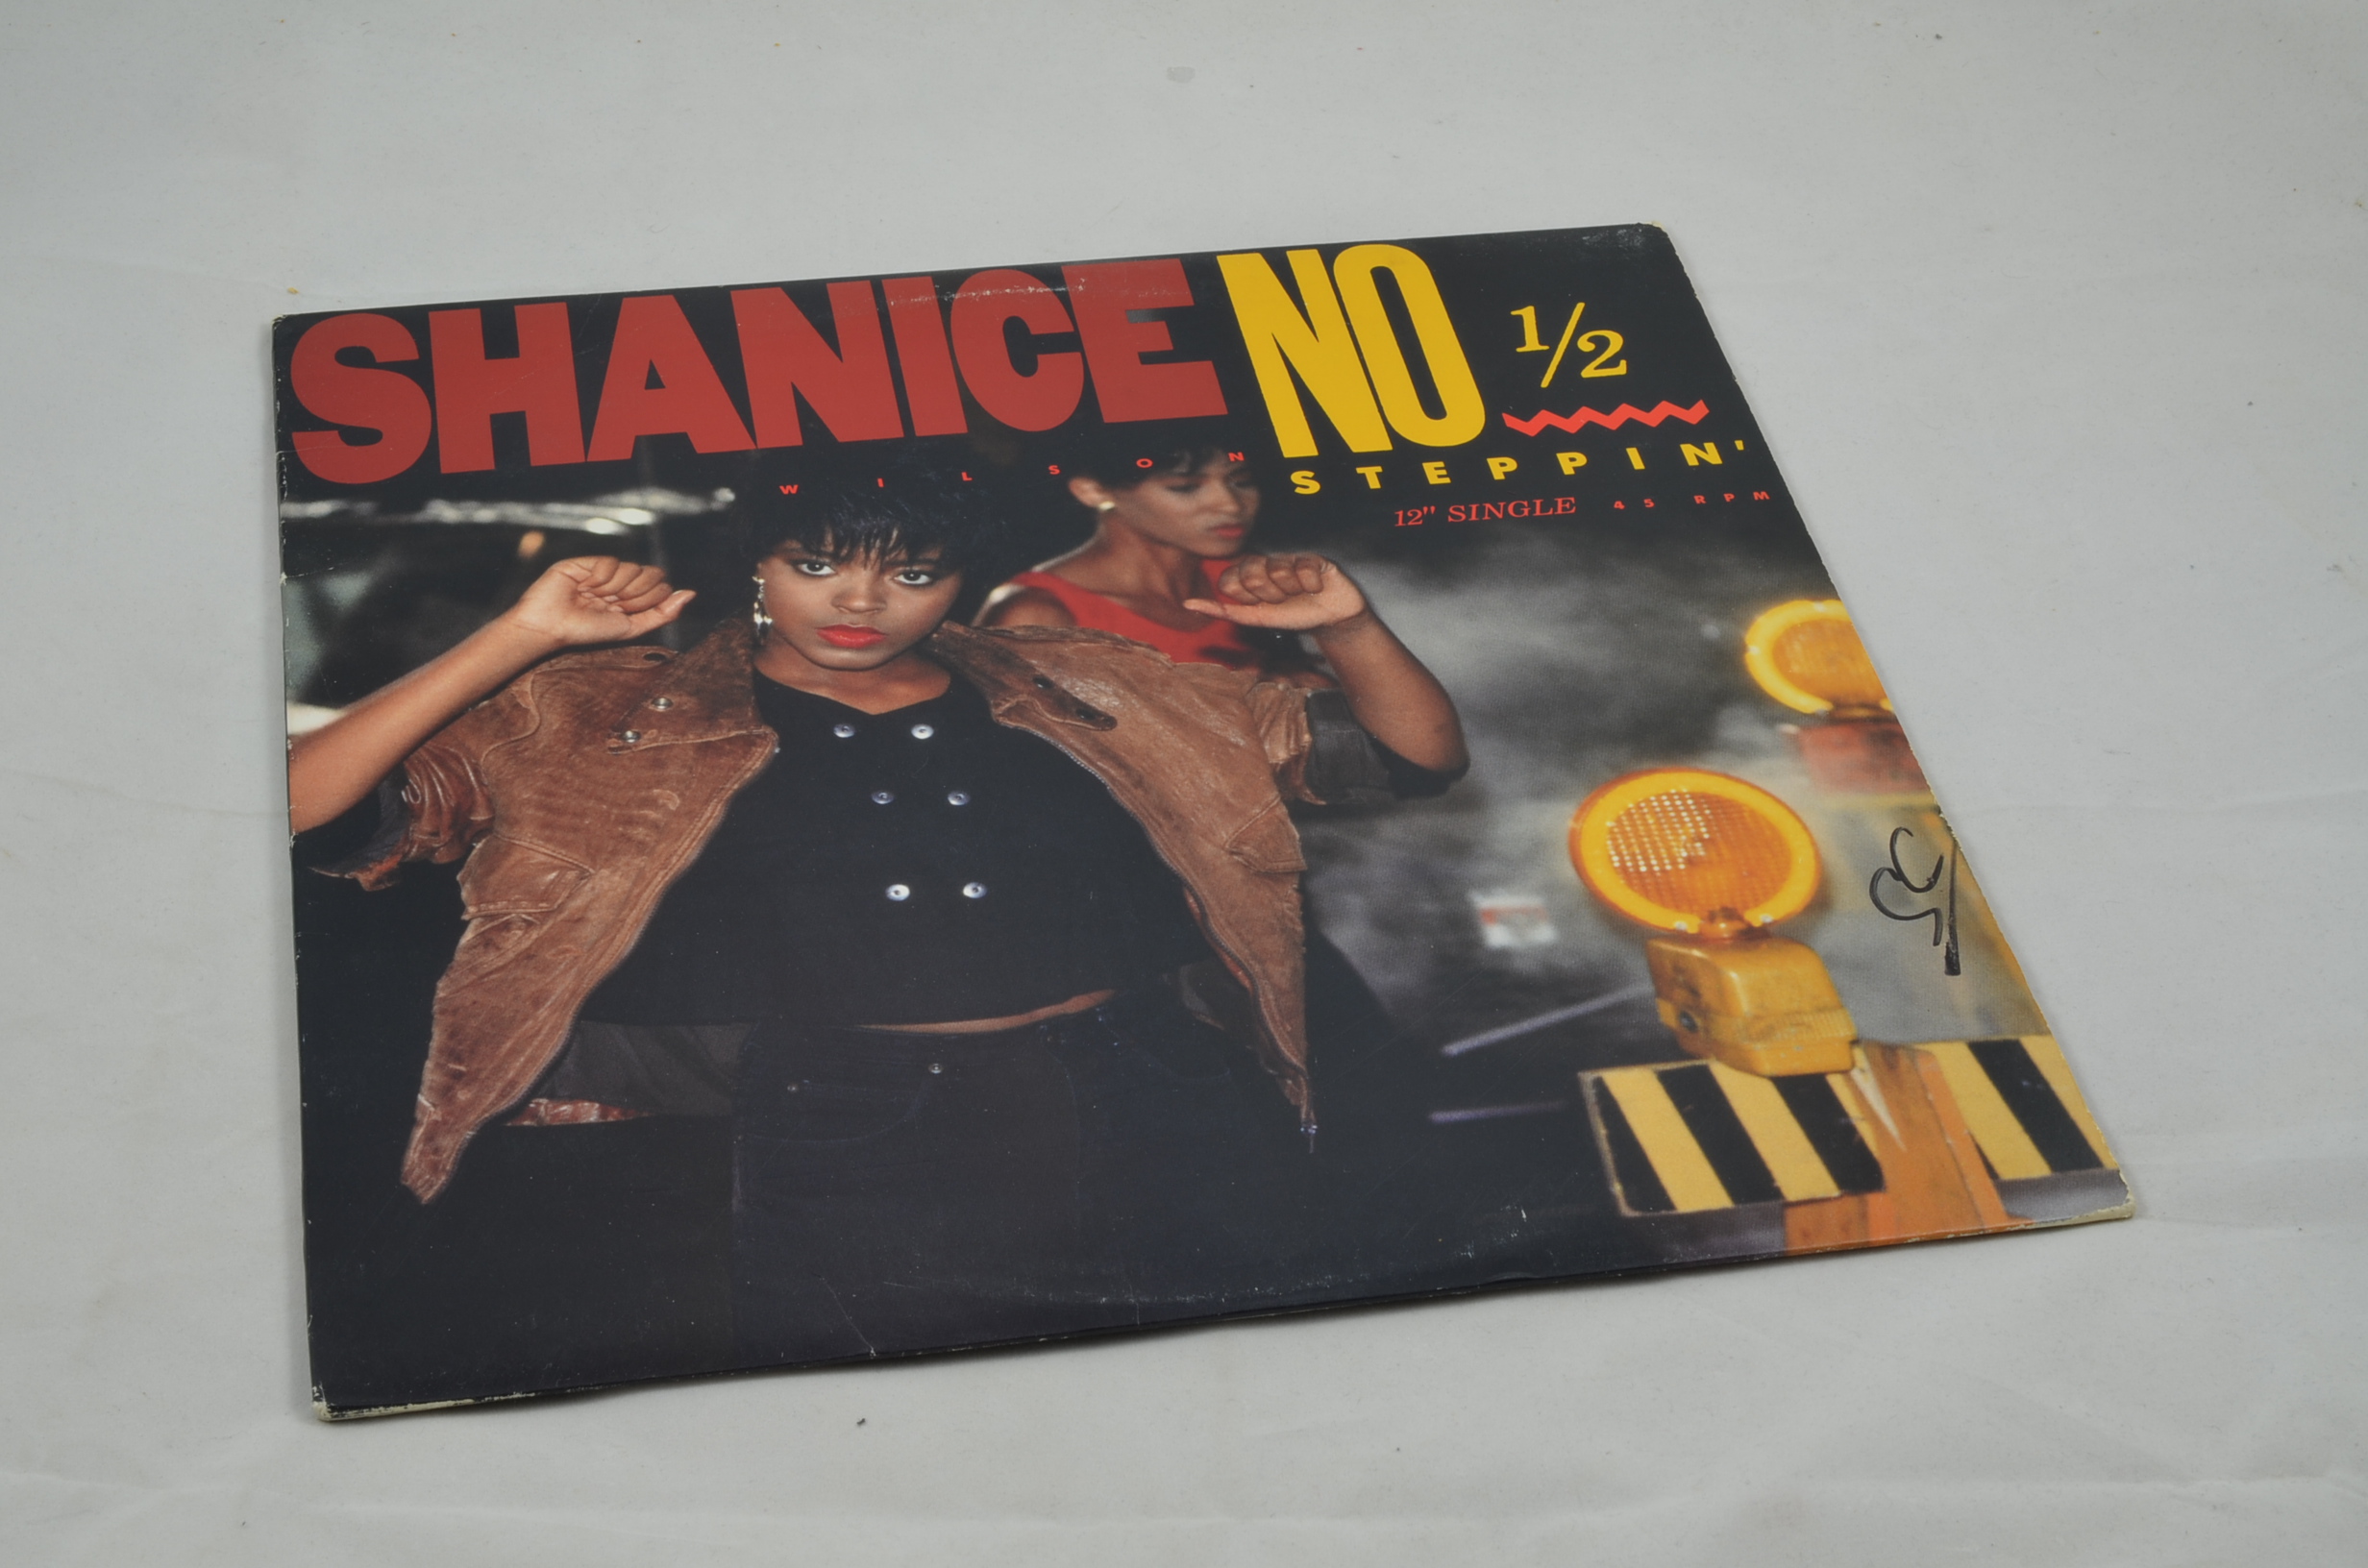 SHANICE
WILSON
NO 1/2
STEPPIN'
12" SINGLE 45 RPM